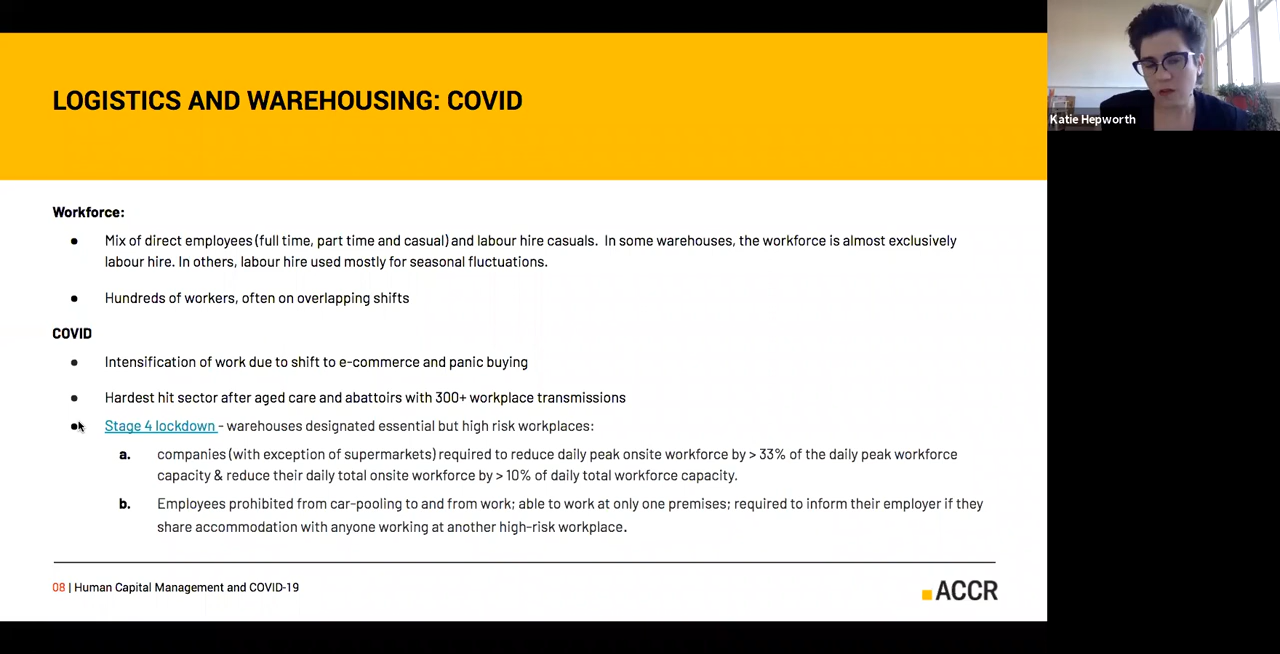 LOGISTICS AND WAREHOUSING: COVID
Katie Hepworth
Workforce:
● Mix of direct employees (full time, part time and casual) and labour hire casuals. In some warehouses, the workforce is almost exclusively
labour hire. In others, labour hire used mostly for seasonal fluctuations.
● Hundreds of workers, often on overlapping shifts
COVID
● Intensification of work due to shift to e-commerce and panic buying
● Hardest hit sector after aged care and abattoirs with 300+ workplace transmissions
● Stage 4 lockdown - warehouses designated essential but high risk workplaces:
a. companies (with exception of supermarkets) required to reduce daily peak onsite workforce by > 33% of the daily peak workforce
capacity & reduce their daily total onsite workforce by > 10% of daily total workforce capacity.
b. Employees prohibited from car-pooling to and from work; able to work at only one premises; required to inform their employer if they
share accommodation with anyone working at another high-risk workplace.
08 | Human Capital Management and COVID-19
ACCR